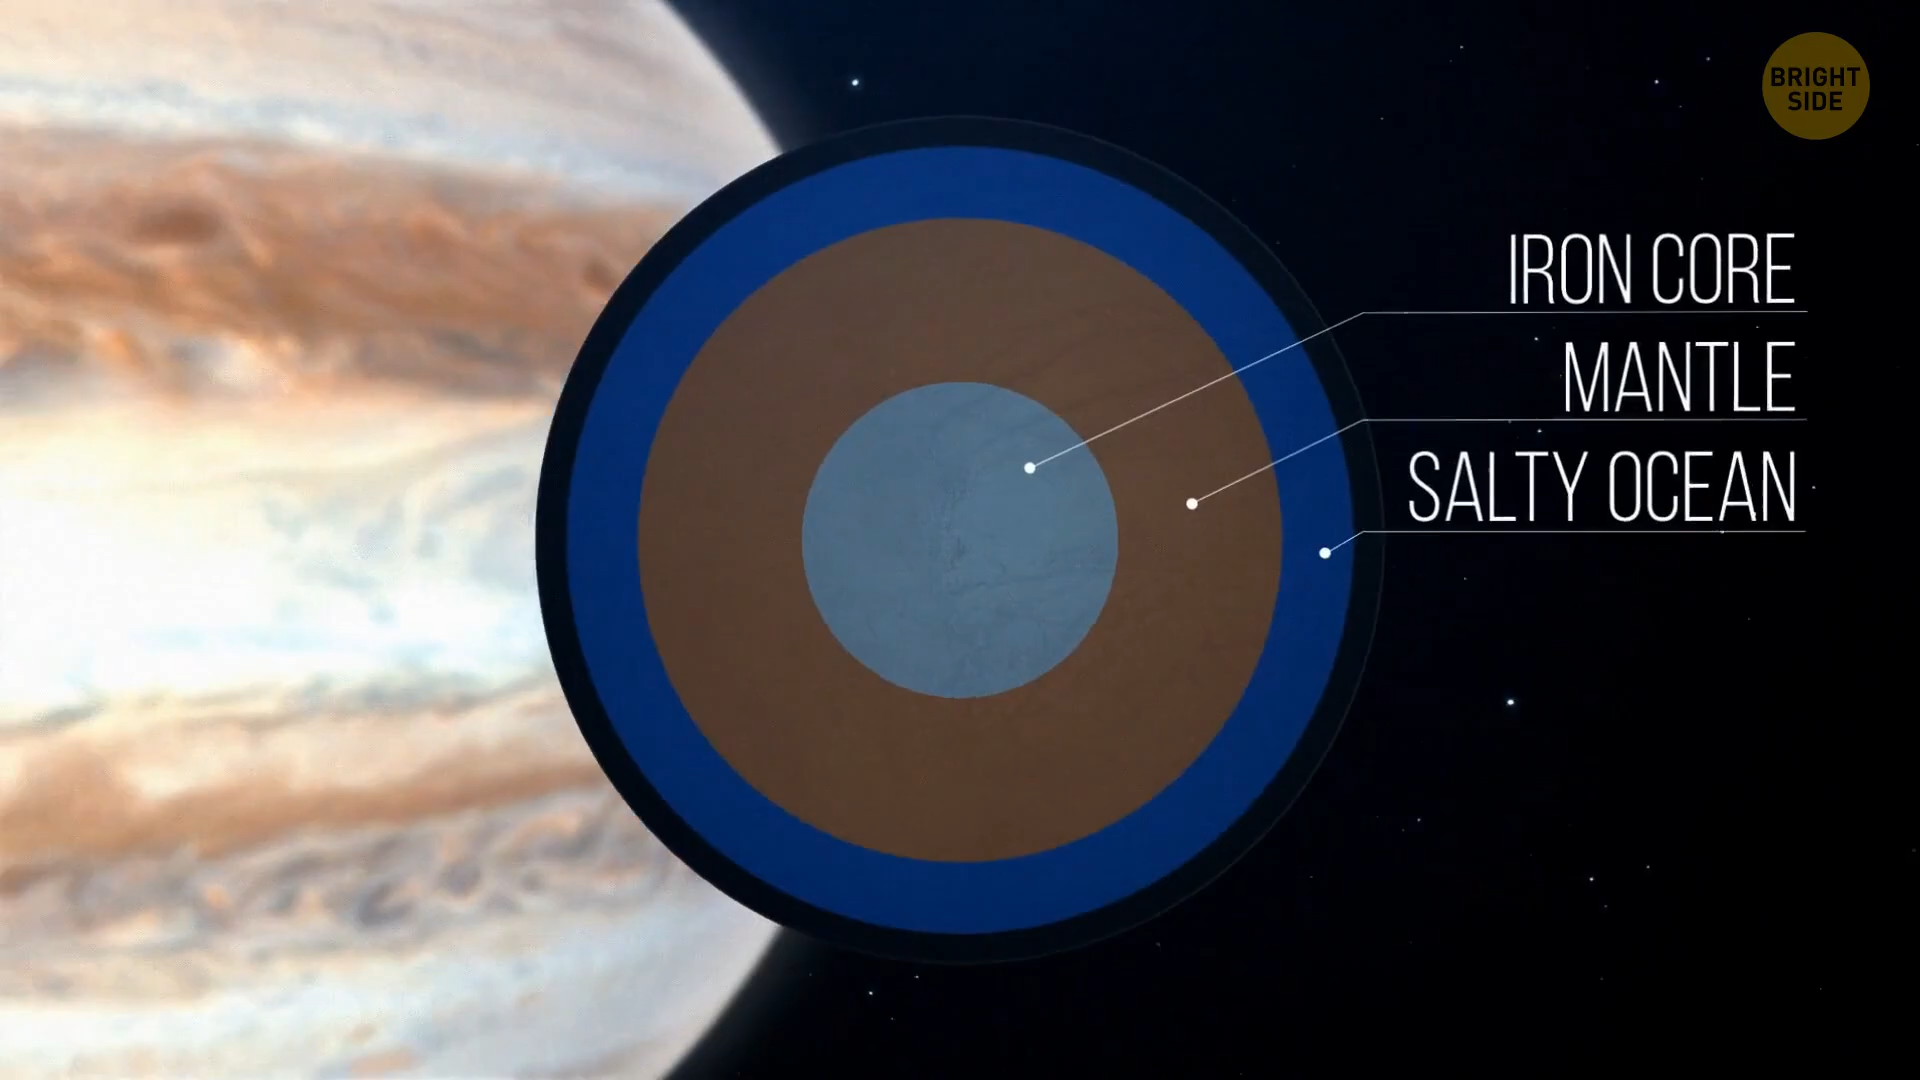 BRIGHT
SIDE
IRON CORE
MANTLE
SALTY OCEAN